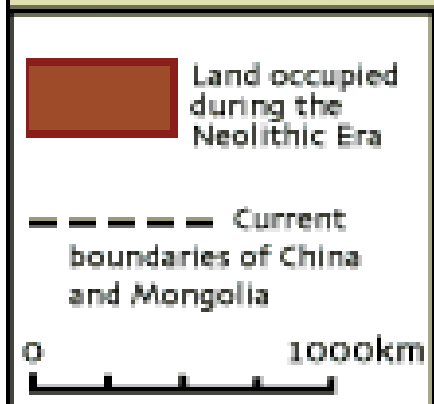 Land occupied
during the
Neolithic Era
Current
boundaries of China
and Mongolia
0 1000km